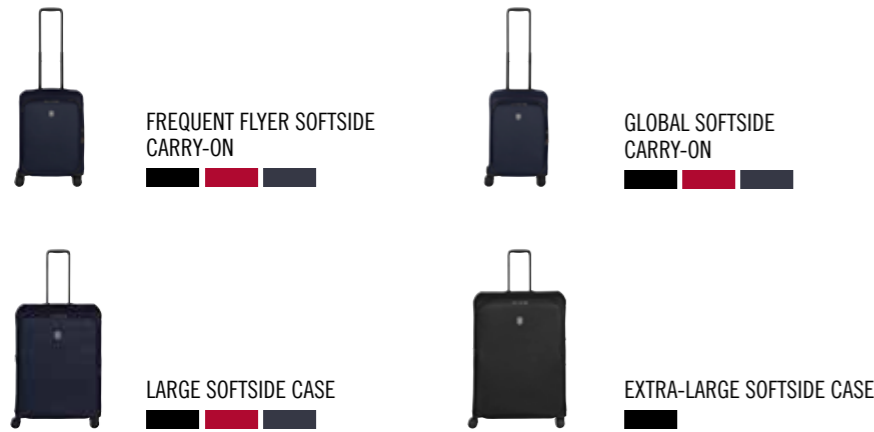 FREQUENT FLYER SOFTSIDE
CARRY-ON
GLOBAL SOFTSIDE
CARRY-ON
LARGE SOFTSIDE CASE
EXTRA-LARGE SOFTSIDE CASE